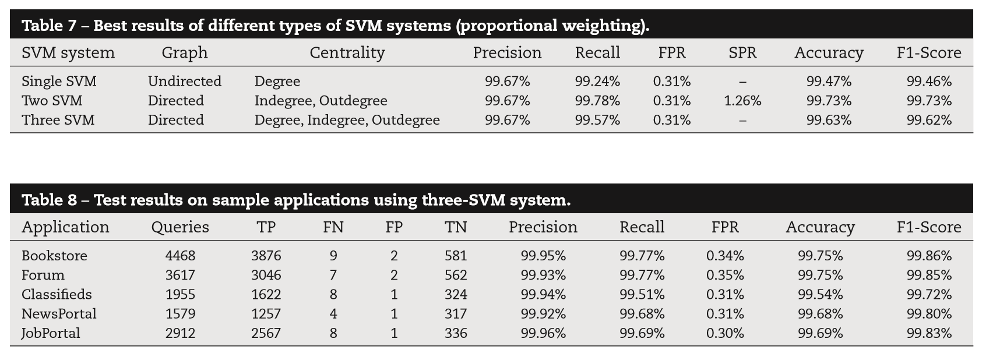 Table 7 – Best results of different types of SVM systems (proportional weighting).
SVM system Graph Centrality Precision Recall FPR SPR Accuracy F1-Score
Single SVM Undirected Degree 99.67% 99.24% 0.31% – 99.47% 99.46%
Two SVM Directed Indegree, Outdegree 99.67% 99.78% 0.31% 1.26% 99.73% 99.73%
Three SVM Directed Degree, Indegree, Outdegree 99.67% 99.57% 0.31% – 99.63% 99.62%
Table 8 – Test results on sample applications using three-SVM system.
Application Queries TP FN FP TN Precision Recall FPR Accuracy F1-Score
Bookstore 4468 3876 9 2 581 99.95% 99.77% 0.34% 99.75% 99.86%
Forum 3617 3046 7 2 562 99.93% 99.77% 0.35% 99.75% 99.85%
Classifieds 1955 1622 8 1 324 99.94% 99.51% 0.31% 99.54% 99.72%
NewsPortal 1579 1257 4 1 317 99.92% 99.68% 0.31% 99.68% 99.80%
JobPortal 2912 2567 8 1 336 99.96% 99.69% 0.30% 99.69% 99.83%